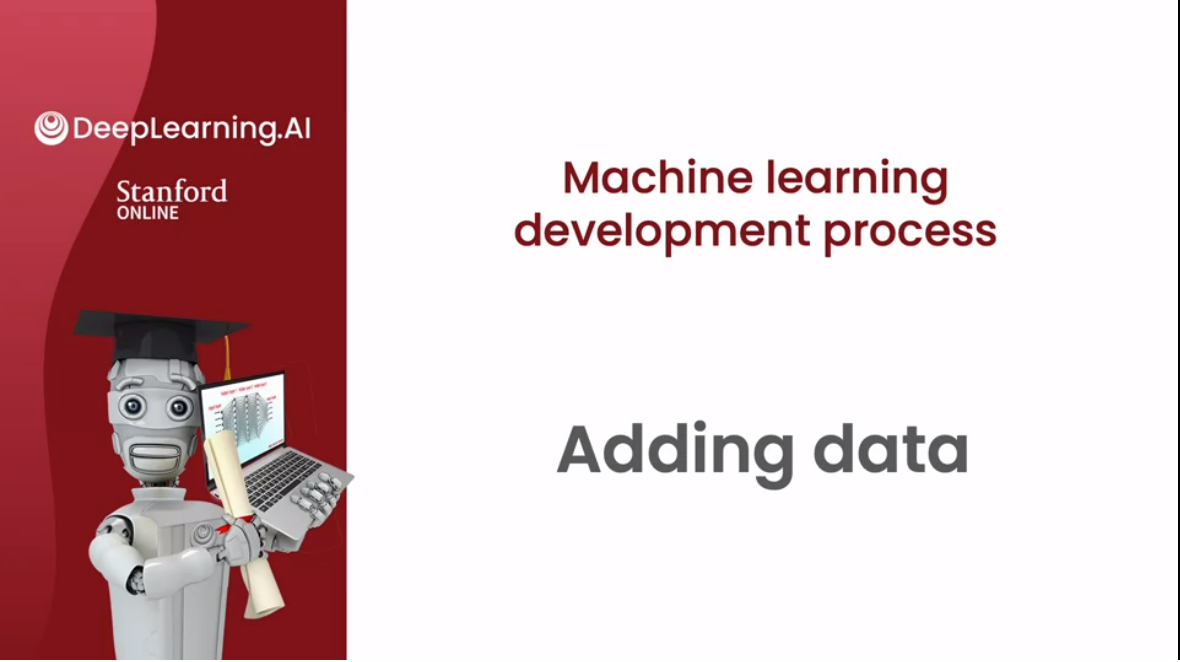 DeepLearning.AI
Stanford
ONLINE
Machine learning
development process
Adding data